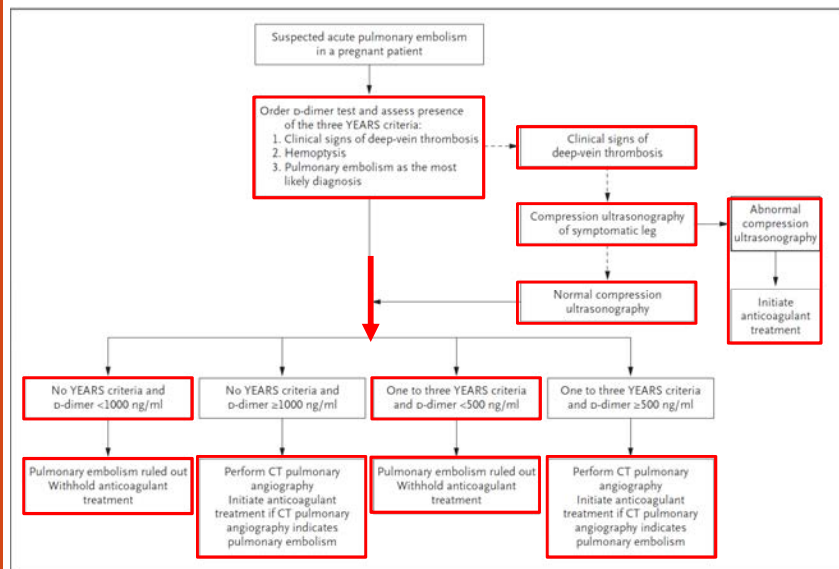 Suspected acute pulmonary embolism
in a pregnant patient
Order D-dimer test and assess presence
of the three YEARS criteria:
1. Clinical signs of deep-vein thrombosis
2. Hemoptysis
3. Pulmonary embolism as the most
likely diagnosis
Clinical signs of
deep-vein thrombosis
Compression ultrasonography
of symptomatic leg
Abnormal
compression
ultrasonography
Normal compression
ultrasonography
Initiate
anticoagulant
treatment
No YEARS criteria and
D-dimer <1000 ng/ml
No YEARS criteria and
D-dimer ≥1000 ng/ml
One to three YEARS criteria
and D-dimer <500 ng/ml
One to three YEARS criteria
and D-dimer ≥500 ng/ml
Pulmonary embolism ruled out
Withhold anticoagulant
treatment
Perform CT pulmonary
angiography
Initiate anticoagulant
treatment if CT pulmonary
angiography indicates
pulmonary embolism
Pulmonary embolism ruled out
Withhold anticoagulant
treatment
Perform CT pulmonary
angiography
Initiate anticoagulant
treatment if CT pulmonary
angiography indicates
pulmonary embolism